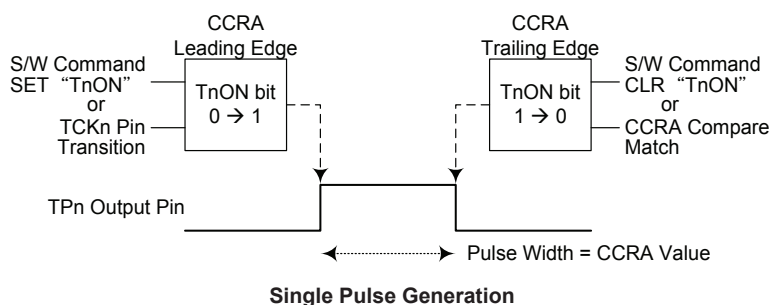 CCRA
Leading Edge
S/W Command
SET “TnON”
or
TCKn Pin
Transition
TnON bit
0 → 1
CCRA
Trailing Edge
TnON bit
1 → 0
S/W Command
CLR “TnON”
or
CCRA Compare
Match
TPn Output Pin
Pulse Width = CCRA Value
Single Pulse Generation